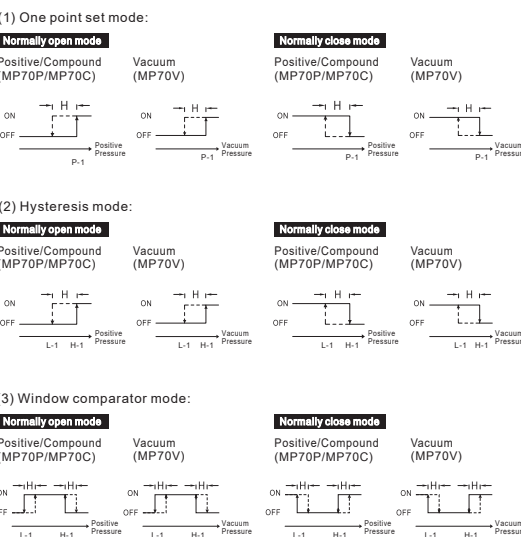 (1) One point set mode:
Normally open mode
Normally close mode
Positive/Compound
(MP70P/MP70C)
Vacuum
(MP70V)
Positive/Compound
(MP70P/MP70C)
Vacuum
(MP70V)
H
ON
OFF
P-1
Positive
Pressure
H
ON
OFF
P-1
Vacuum
Pressure
H
ON
OFF
P-1
Positive
Pressure
H
ON
OFF
P-1
Vacuum
Pressure
(2) Hysteresis mode:
Normally open mode
Normally close mode
Positive/Compound
(MP70P/MP70C)
Vacuum
(MP70V)
Positive/Compound
(MP70P/MP70C)
Vacuum
(MP70V)
H
ON
OFF
L-1 H-1
Positive
Pressure
H
ON
OFF
L-1 H-1
Vacuum
Pressure
H
ON
OFF
L-1 H-1
Positive
Pressure
H
ON
OFF
L-1 H-1
Vacuum
Pressure
(3) Window comparator mode:
Normally open mode
Normally close mode
Positive/Compound
(MP70P/MP70C)
Vacuum
(MP70V)
Positive/Compound
(MP70P/MP70C)
Vacuum
(MP70V)
H H
ON
OFF
L-1 H-1
Positive
Pressure
H H
ON
OFF
L-1 H-1
Vacuum
Pressure
H H
ON
OFF
L-1 H-1
Positive
Pressure
H H
ON
OFF
L-1 H-1
Vacuum
Pressure